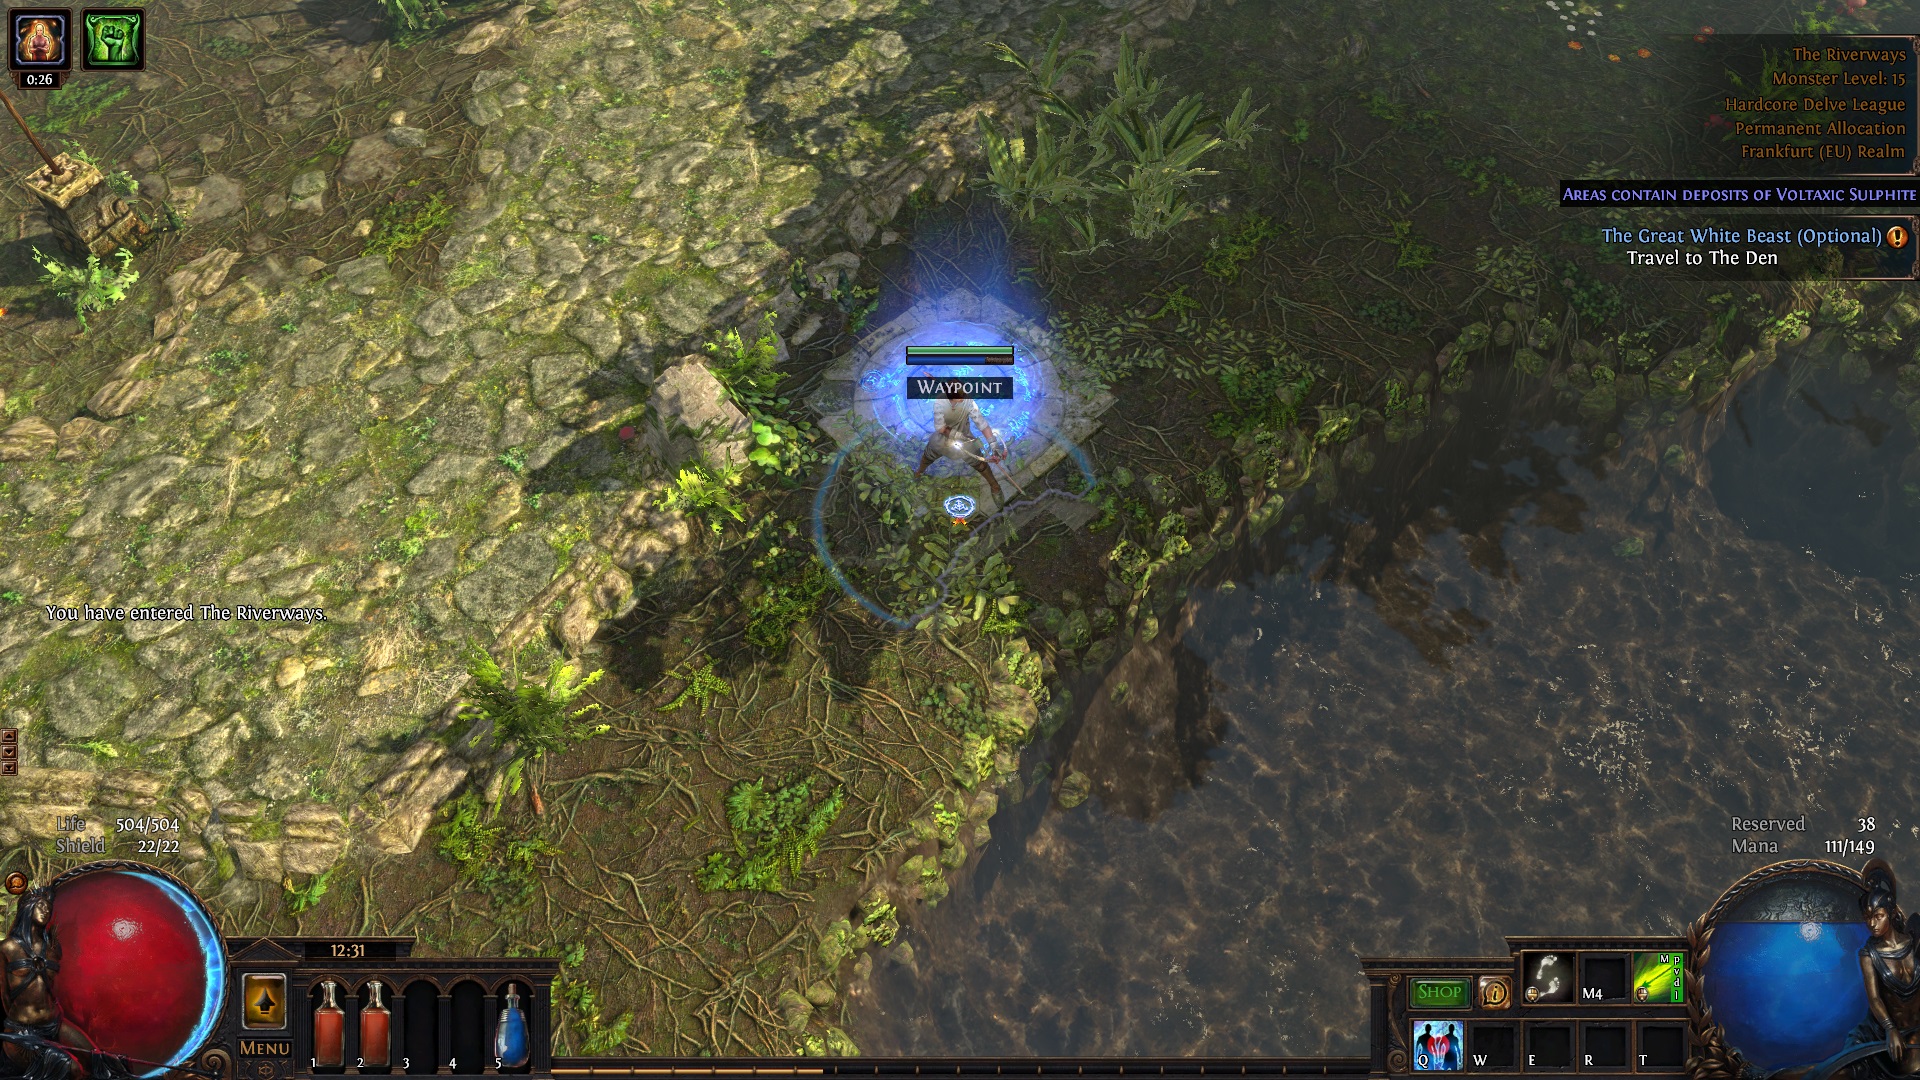 0:26
The Riverways
Monster Level: 15
Hardcore Delve League
Permanent Allocation
Frankfurt (EU) Realm
Areas contain deposits of Voltaxic Sulphite
The Great White Beast (Optional)
Travel to The Den
Waypoint
You have entered The Riverways.
Life 504/504
Shield 22/22
Reserved 38
Mana 111/149
12:31
Menu
1 2 3 4 5
Shop
M4
M
p
v
d
l
Q W E R T